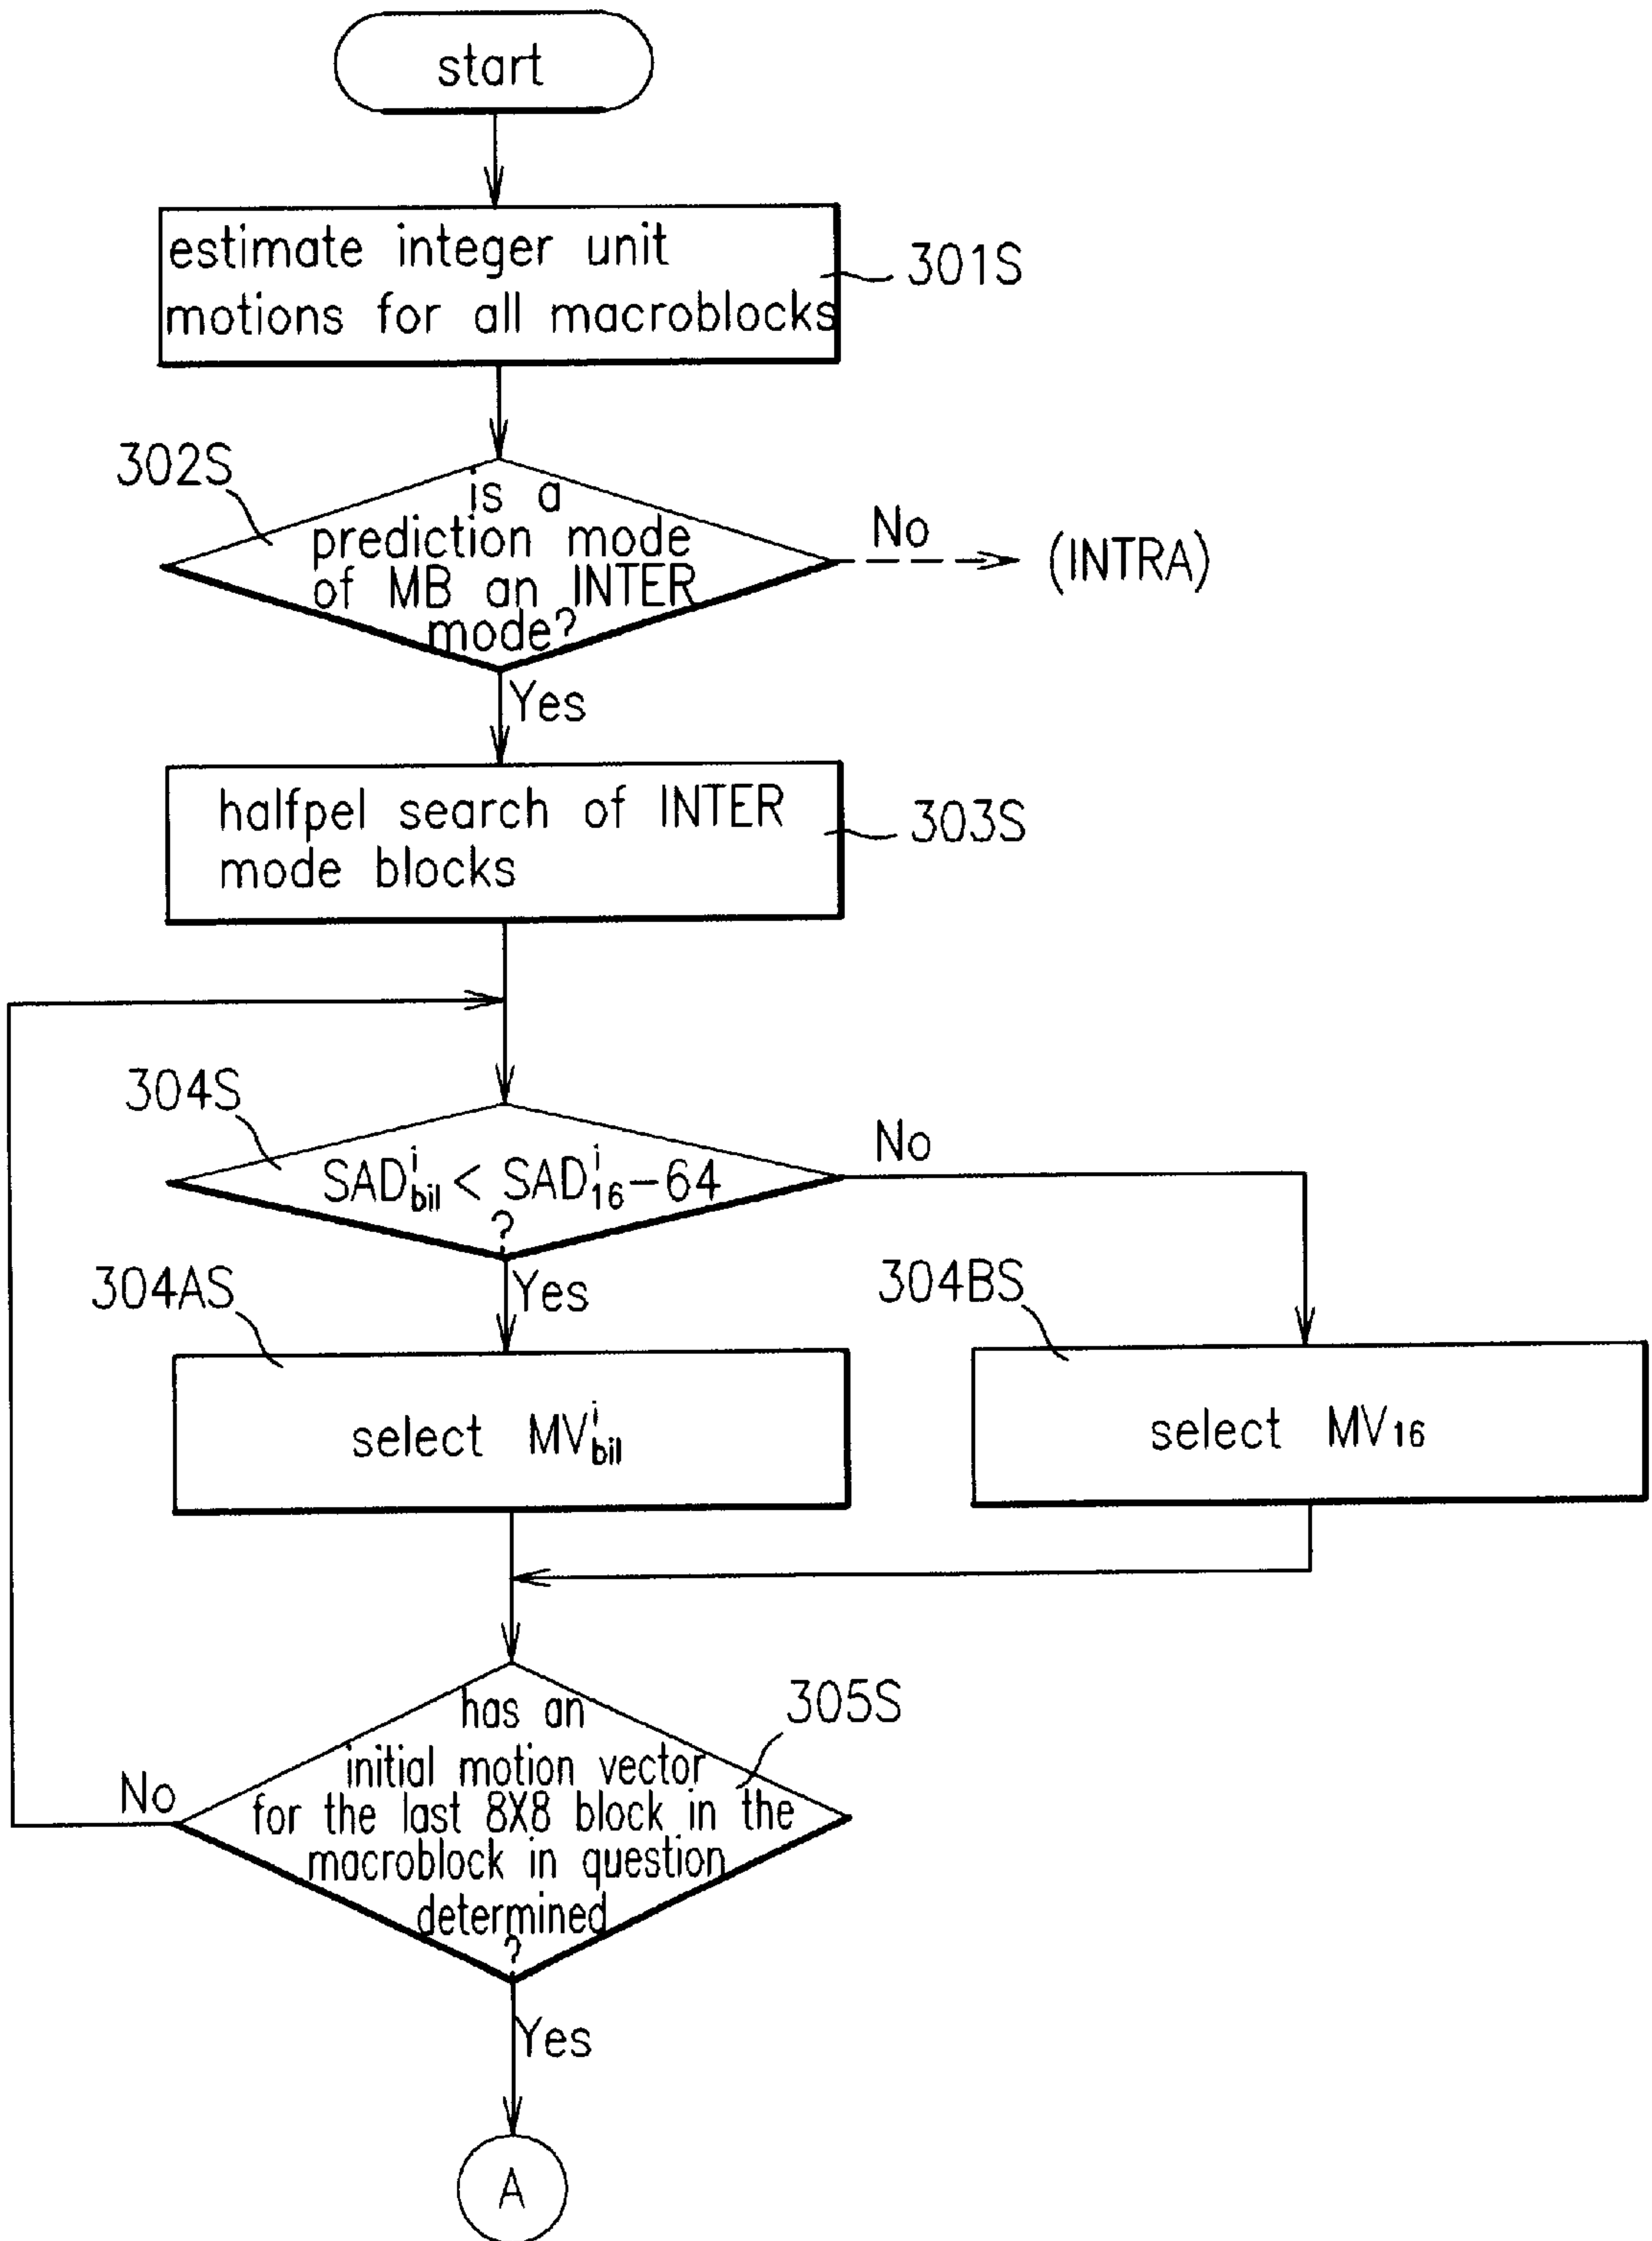 start
estimate integer unit
motions for all macroblocks
301S
302S
is a
prediction mode
of MB an INTER
mode?
No
(INTRA)
Yes
halfpel search of INTER
mode blocks
303S
304S
SAD^i_bil < SAD^i_16-64
?
No
Yes
304AS
304BS
select MV^i_bil
select MV16
305S
has an
initial motion vector
for the last 8X8 block in the
macroblock in question
determined
?
No
Yes
A